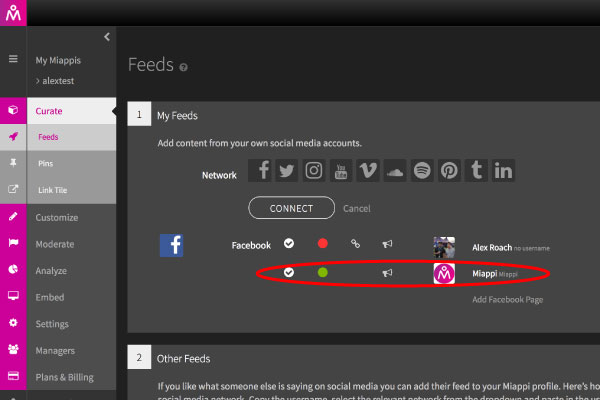 My Miappis
> alextest
Curate
Feeds
Pins
Link Tile
Customize
Moderate
Analyze
Embed
Settings
Managers
Plans & Billing
Feeds ?
1 My Feeds
Add content from your own social media accounts.
Network
CONNECT Cancel
Facebook Alex Roach no username
Miappi Miappi
Add Facebook Page
2 Other Feeds
If you like what someone else is saying on social media you can add their feed to your Miappi profile. Here's ho
social media network. Copy the username, select the relevant network from the dropdown and paste in the us